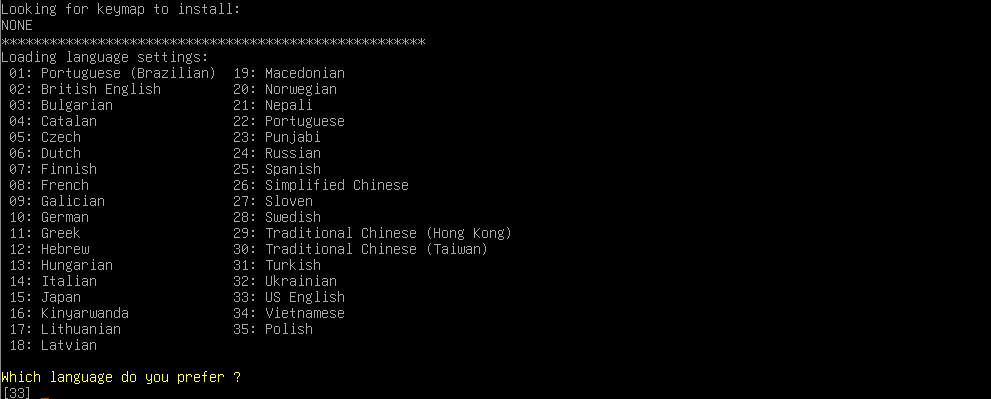 Looking for keymap to install:
NONE
*****************************************************
Loading language settings:
01: Portuguese (Brazilian) 19: Macedonian
02: British English 20: Norwegian
03: Bulgarian 21: Nepali
04: Catalan 22: Portuguese
05: Czech 23: Punjabi
06: Dutch 24: Russian
07: Finnish 25: Spanish
08: French 26: Simplified Chinese
09: Galician 27: Sloven
10: German 28: Swedish
11: Greek 29: Traditional Chinese (Hong Kong)
12: Hebrew 30: Traditional Chinese (Taiwan)
13: Hungarian 31: Turkish
14: Italian 32: Ukrainian
15: Japan 33: US English
16: Kinyarwanda 34: Vietnamese
17: Lithuanian 35: Polish
18: Latvian
Which language do you prefer ?
[33] _